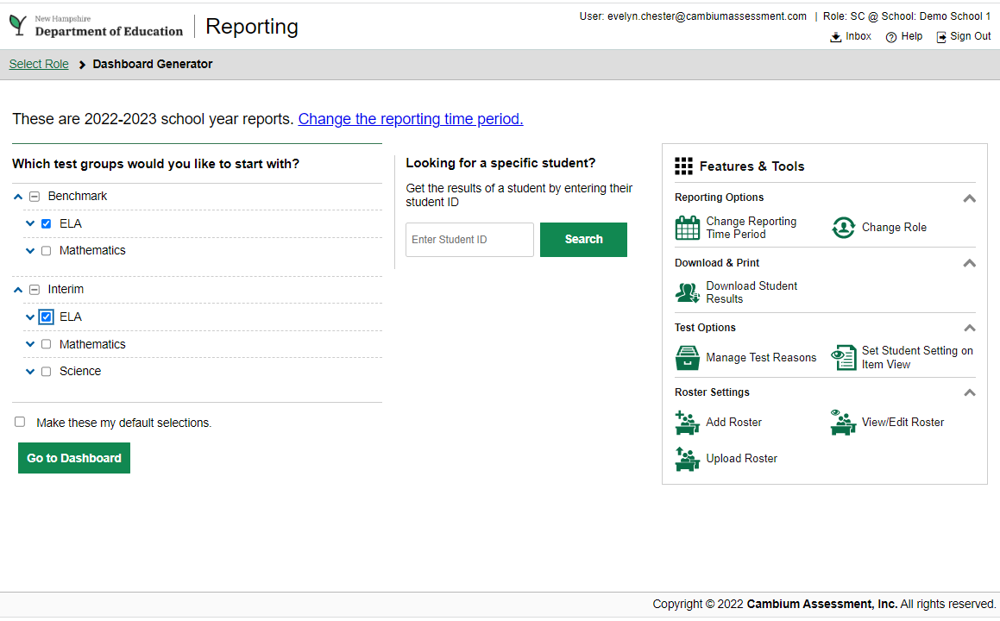 New Hampshire
Department of Education
Reporting
User: evelyn.chester@cambiumassessment.com | Role: SC @ School: Demo School 1
Inbox Help Sign Out
Select Role Dashboard Generator
These are 2022-2023 school year reports. Change the reporting time period.
Which test groups would you like to start with?
Benchmark
ELA
Mathematics
Interim
ELA
Mathematics
Science
Make these my default selections.
Go to Dashboard
Looking for a specific student?
Get the results of a student by entering their
student ID
Enter Student ID
Search
Features & Tools
Reporting Options
Change Reporting
Time Period
Change Role
Download & Print
Download Student
Results
Test Options
Manage Test Reasons
Set Student Setting on
Item View
Roster Settings
Add Roster
View/Edit Roster
Upload Roster
Copyright © 2022 Cambium Assessment, Inc. All rights reserved.